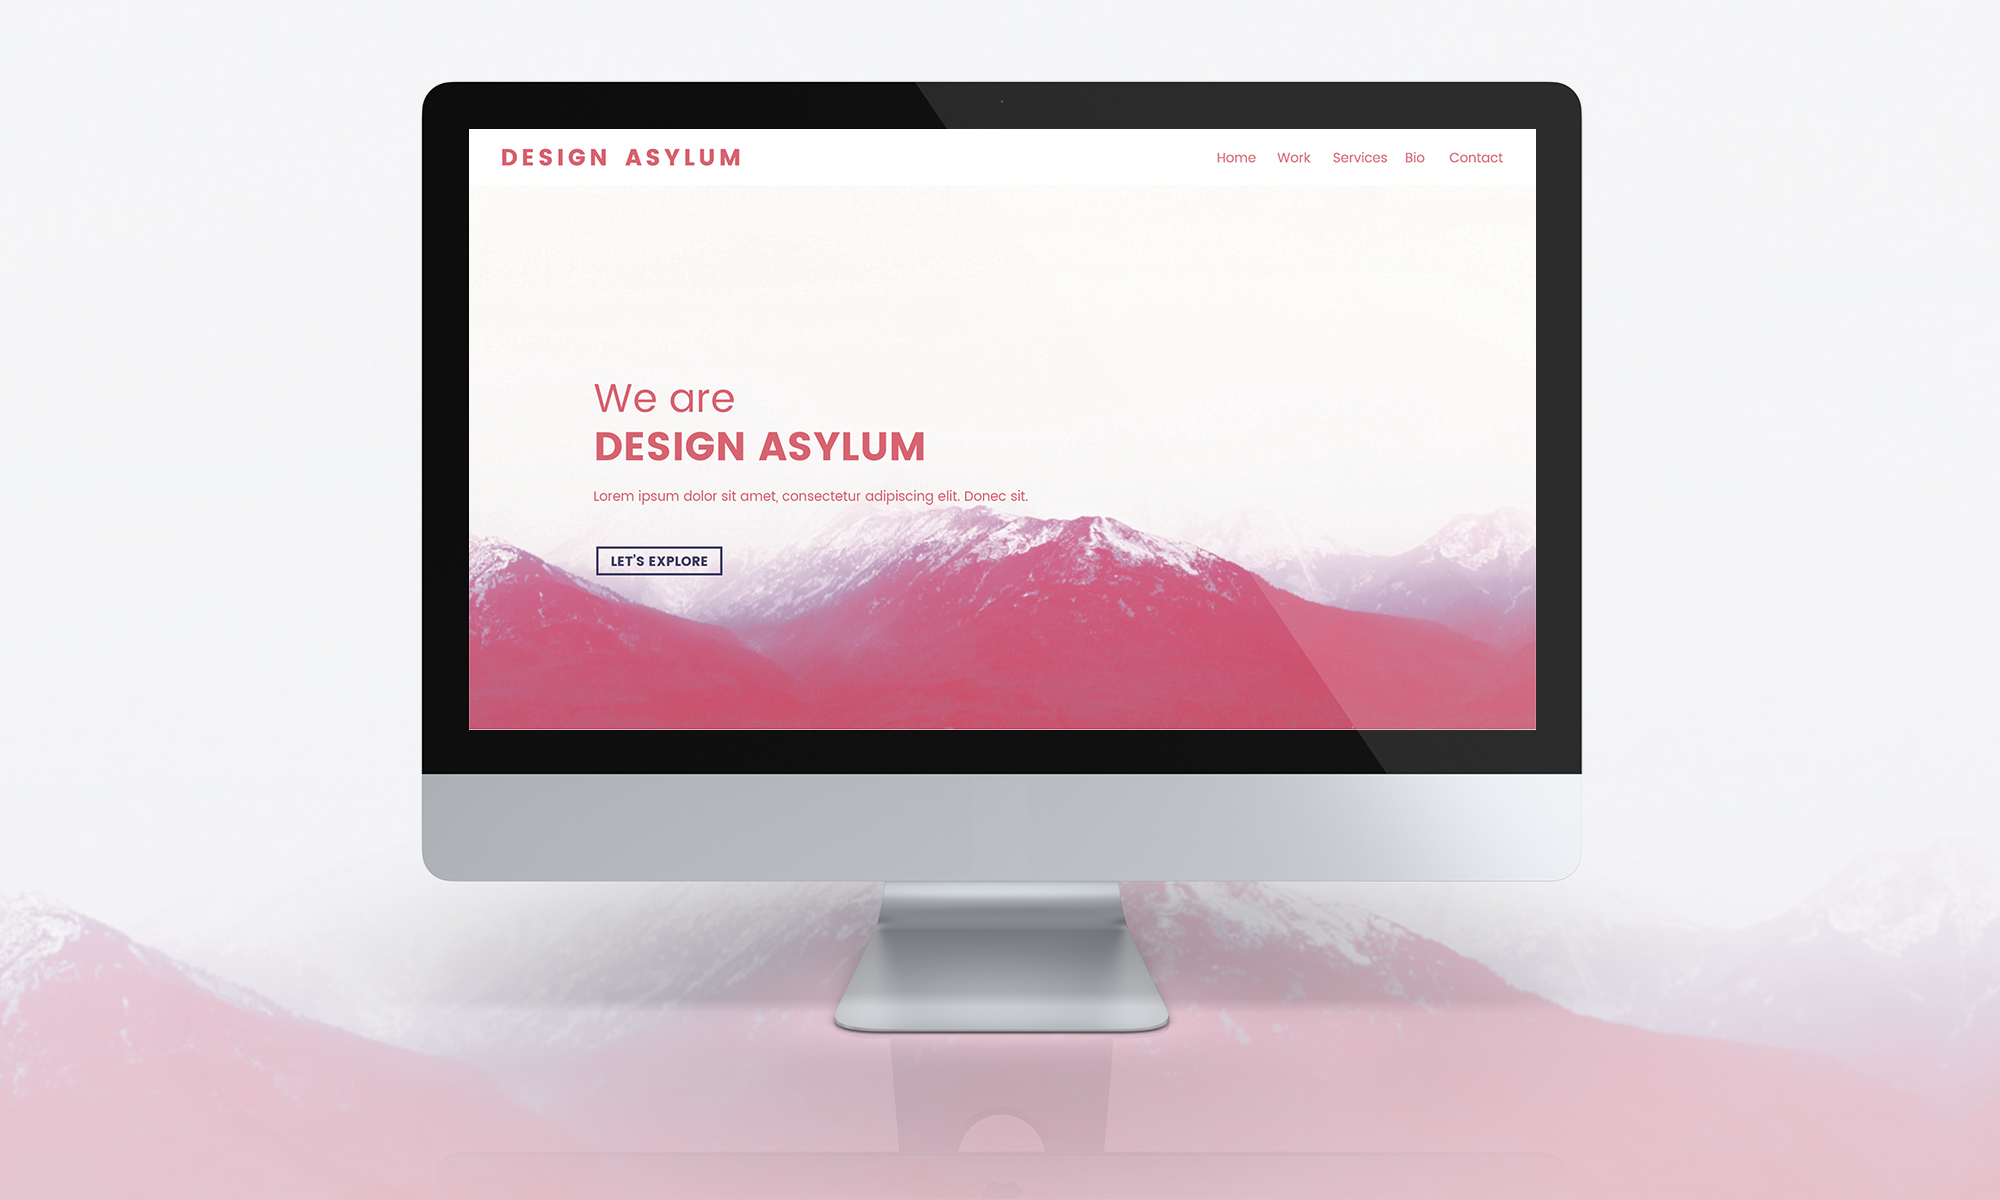 DESIGN ASYLUM
Home Work Services Bio Contact
We are
DESIGN ASYLUM
Lorem ipsum dolor sit amet, consectetur adipiscing elit. Donec sit.
LET'S EXPLORE